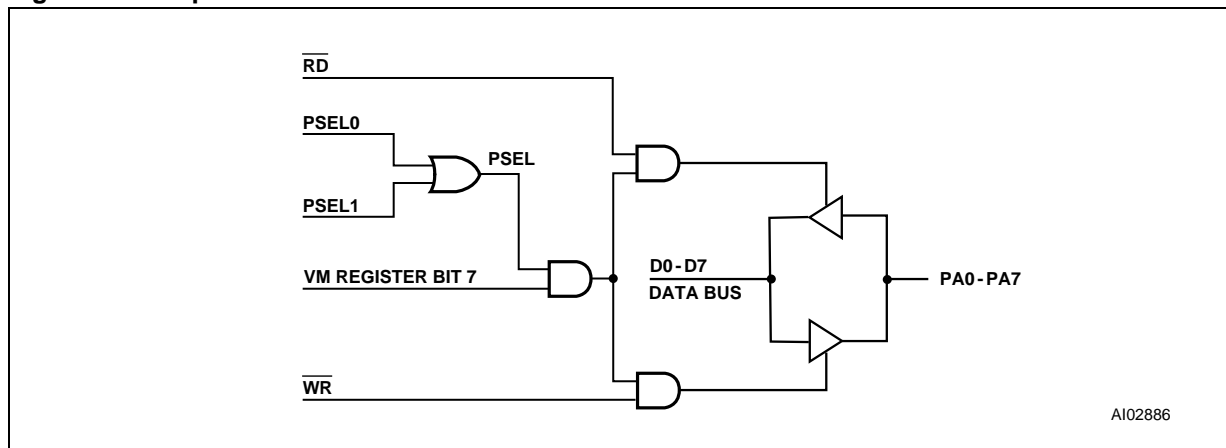 RD
PSEL0
PSEL
PSEL1
D0-D7
VM REGISTER BIT 7
PA0-PA7
DATA BUS
WR
AI02886